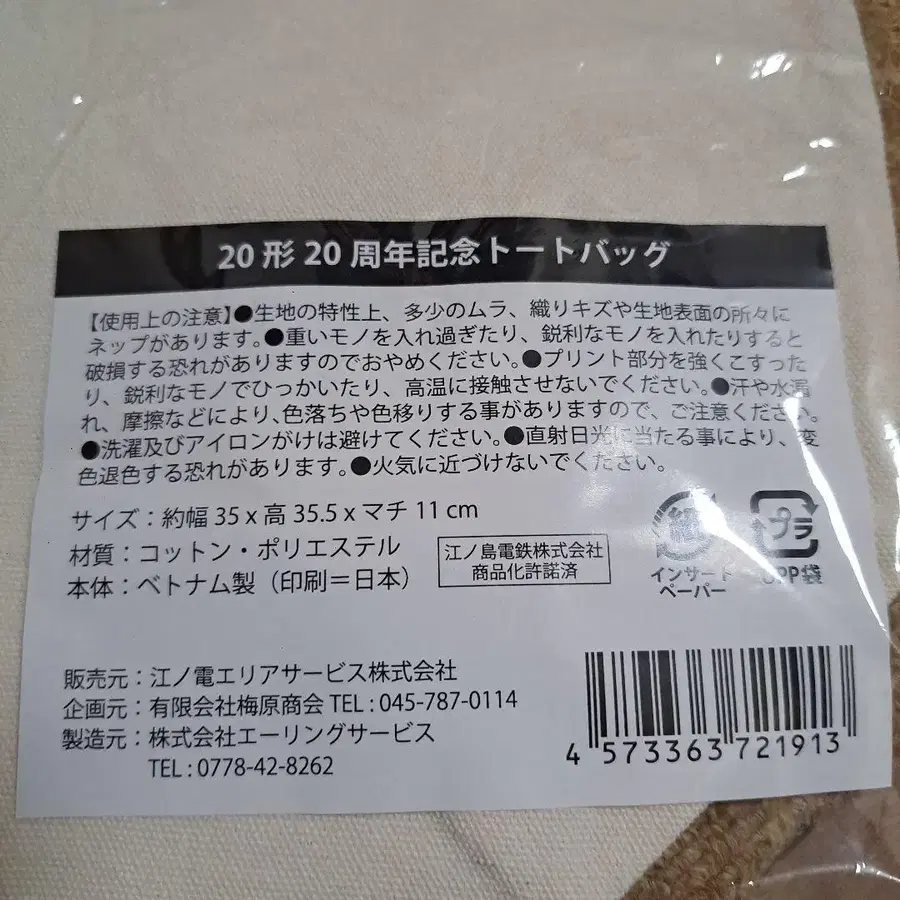 20形20周年記念トートバッグ
【使用上の注意】●生地の特性上、多少のムラ、織りキズや生地表面の所々に
ネップがあります。●重いモノを入れ過ぎたり、鋭利なモノを入れたりすると
破損する恐れがありますのでおやめください。●プリント部分を強くこすった
り、鋭利なモノでひっかいたり、高温に接触させないでください。●汗や水濡
れ、摩擦などにより、色落ちや色移りする事がありますので、ご注意ください。
●洗濯及びアイロンがけは避けてください。●直射日光に当たる事により、変
色退色する恐れがあります。●火気に近づけないでください。
サイズ：約幅 35 x 高 35.5 x マチ 11 cm
材質：コットン・ポリエステル
本体：ベトナム製（印刷＝日本）
江ノ島電鉄株式会社
商品化許諾済
紙
インサート
ペーパー
プラ
OPP袋
販売元：江ノ電エリアサービス株式会社
企画元：有限会社梅原商会 TEL : 045-787-0114
製造元：株式会社エーリングサービス
TEL : 0778-42-8262
4 573363 721913